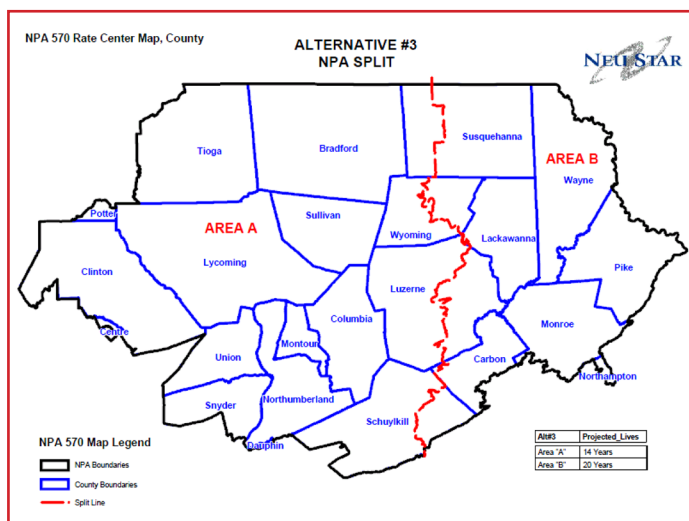 NPA 570 Rate Center Map, County
ALTERNATIVE #3
NPA SPLIT
NEUSTAR
Tioga
Bradford
Susquehanna
AREA B
Wayne
Potter
AREA A
Sullivan
Wyoming
Lackawanna
Clinton
Lycoming
Pike
Luzerne
Columbia
Monroe
Centre
Union
Montour
Carbon
Northampton
Snyder
Northumberland
Schuylkill
Dauphin
NPA 570 Map Legend
NPA Boundaries
County Boundaries
Split Line
Alt#3 Projected_Lives
Area "A" 14 Years
Area "B" 20 Years